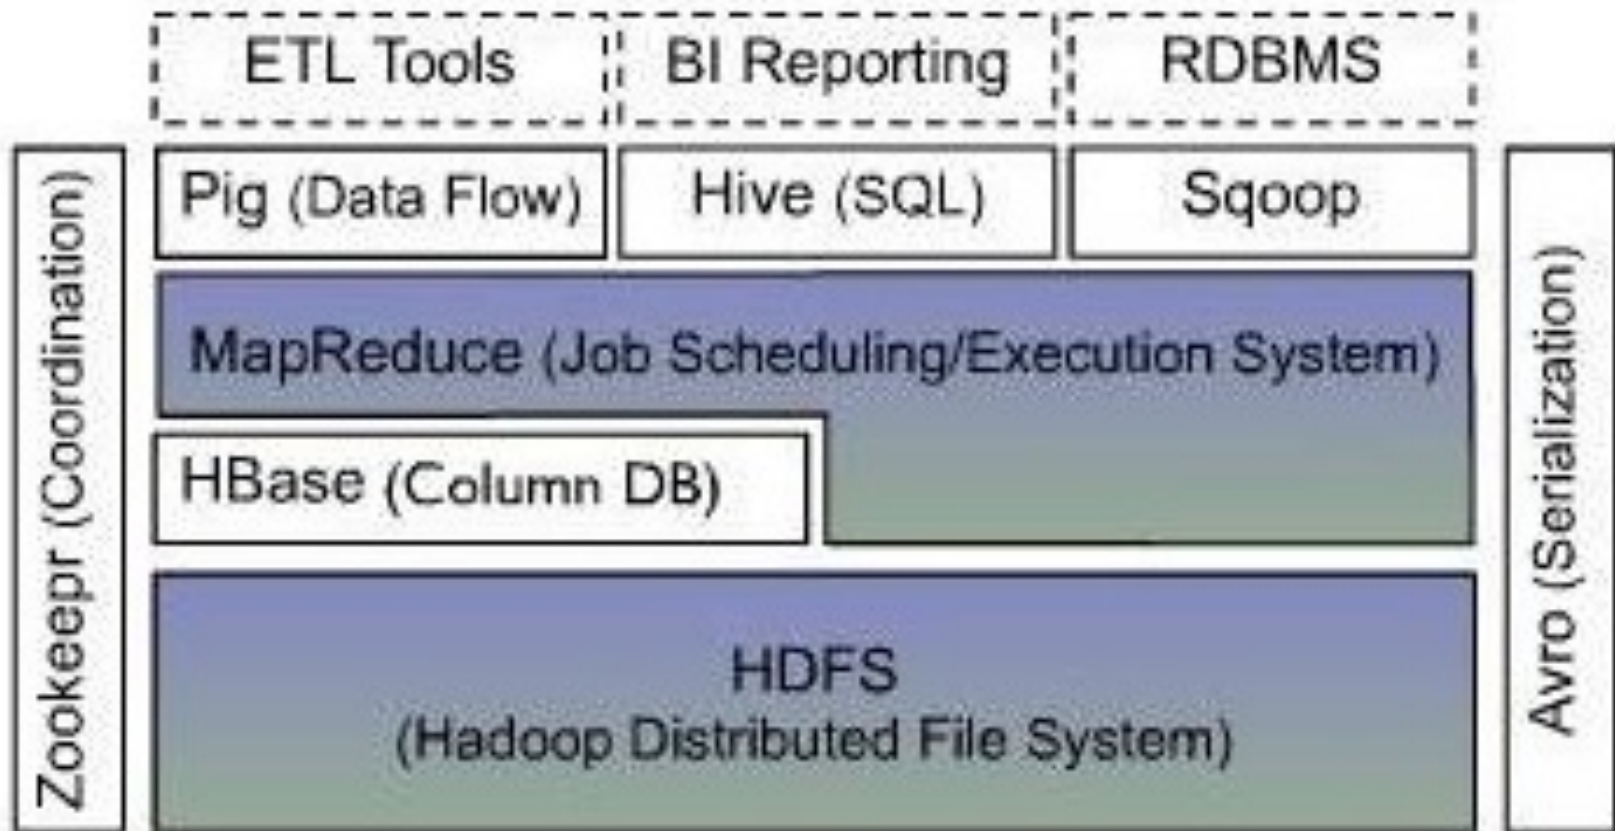 ETL Tools
BI Reporting
RDBMS
Zookeepr (Coordination)
Pig (Data Flow)
Hive (SQL)
Sqoop
Avro (Serialization)
MapReduce (Job Scheduling/Execution System)
HBase (Column DB)
HDFS
(Hadoop Distributed File System)